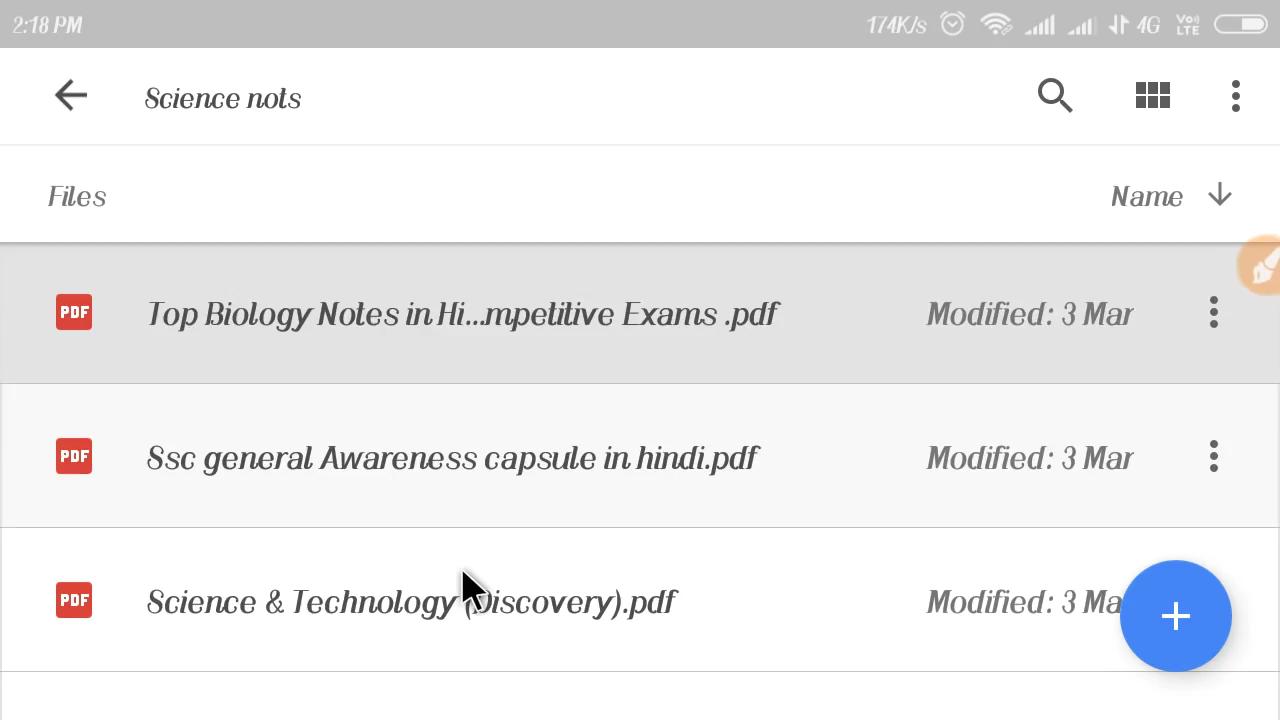 2:18 PM 174K/s 4G Vo) LTE
Science nots
Files Name
PDF Top Biology Notes in Hi...mpetitive Exams .pdf Modified: 3 Mar
PDF Ssc general Awareness capsule in hindi.pdf Modified: 3 Mar
PDF Science & Technology (Discovery).pdf Modified: 3 Ma